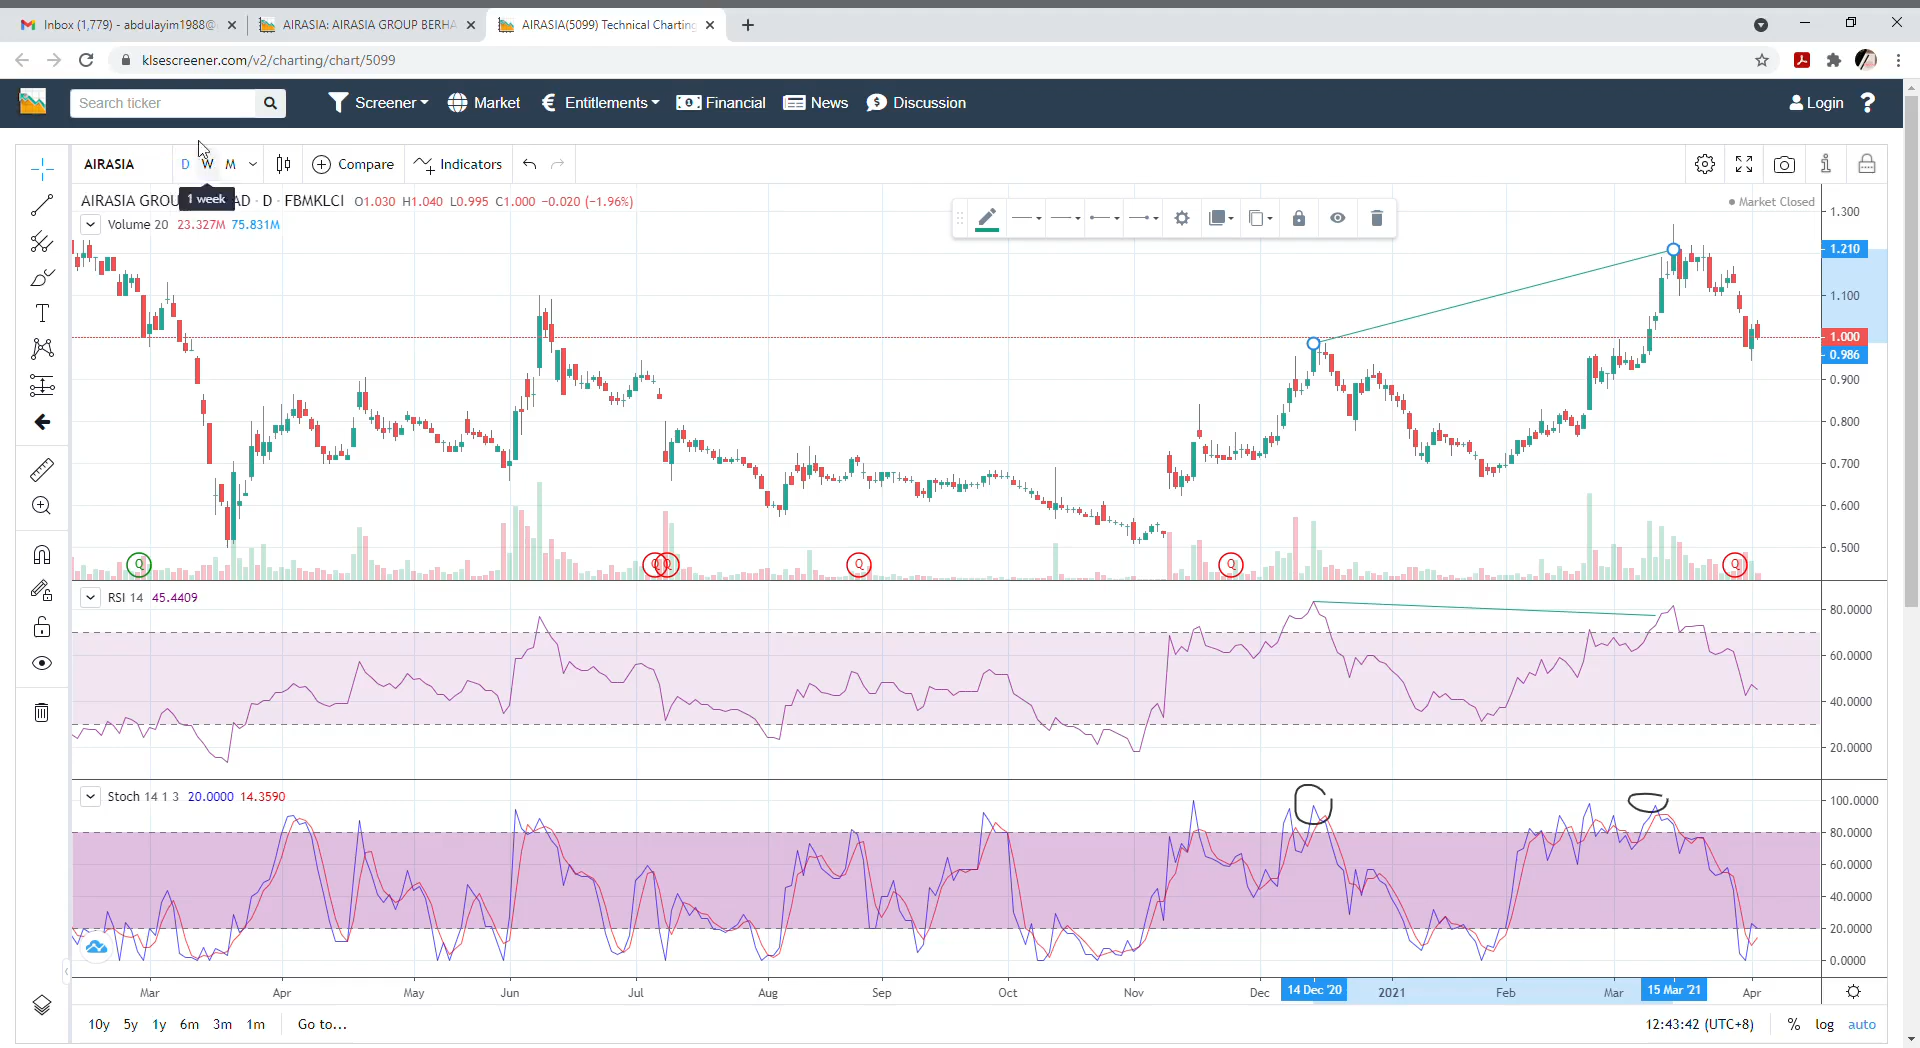 Inbox (1,779) - abdulayim1988@
AIRASIA: AIRASIA GROUP BERHA
AIRASIA(5099) Technical Charting
klsescreener.com/v2/charting/chart/5099
Search ticker
Screener
Market
Entitlements
Financial
News
Discussion
Login
?
AIRASIA
D W M
Compare
Indicators
1 week
AIRASIA GROU AD · D · FBMKLCI O1.030 H1.040 L0.995 C1.000 −0.020 (−1.96%)
Market Closed
Volume 20 23.327M 75.831M
1.300
1.210
1.100
1.000
0.986
0.900
0.800
0.700
0.600
0.500
Q Q Q Q Q Q
RSI 14 45.4409
80.0000
60.0000
40.0000
20.0000
Stoch 14 1 3 20.0000 14.3590
100.0000
80.0000
60.0000
40.0000
20.0000
0.0000
Mar Apr May Jun Jul Aug Sep Oct Nov Dec 14 Dec '20 2021 Feb Mar 15 Mar '21 Apr
10y 5y 1y 6m 3m 1m Go to...
12:43:42 (UTC+8) % log auto